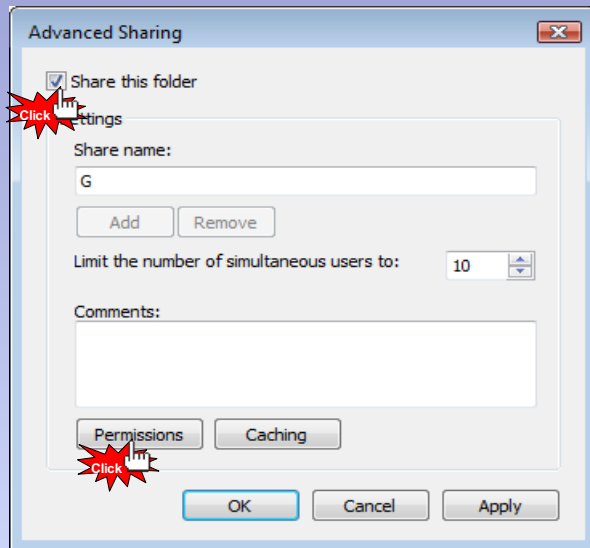 Advanced Sharing
Share this folder
Click
ettings
Share name:
G
Add Remove
Limit the number of simultaneous users to: 10
Comments:
Permissions Caching
Click
OK Cancel Apply